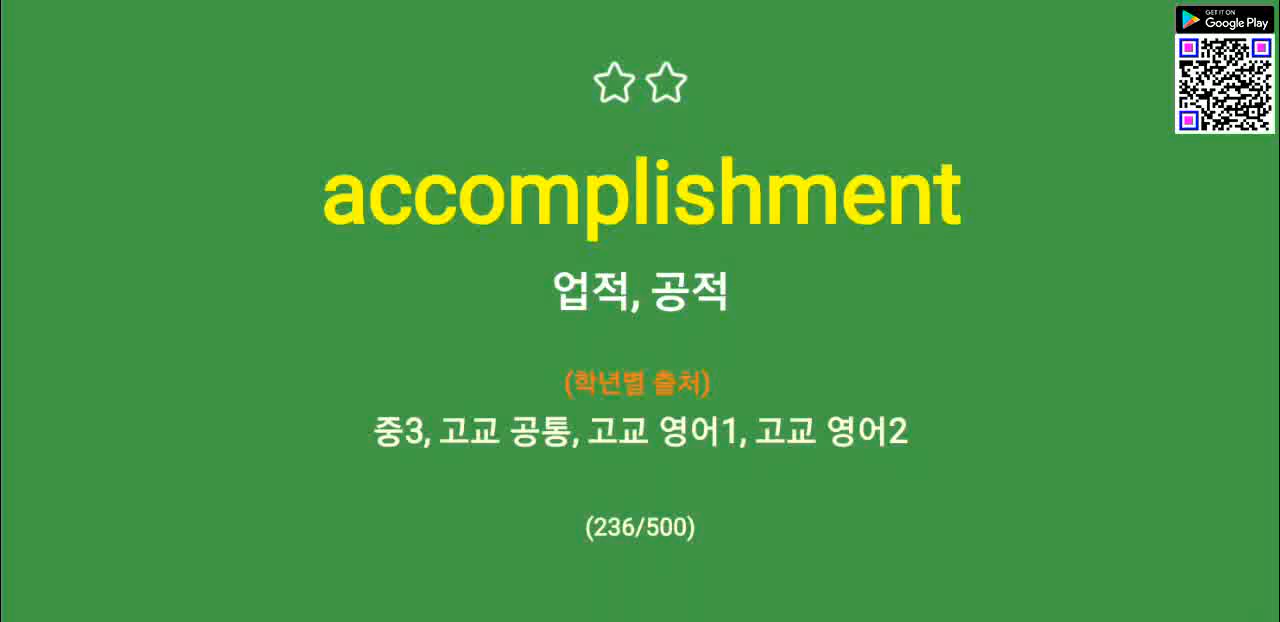 GET IT ON
Google Play
accomplishment
업적, 공적
(학년별 출처)
중3, 고교 공통, 고교 영어1, 고교 영어2
(236/500)